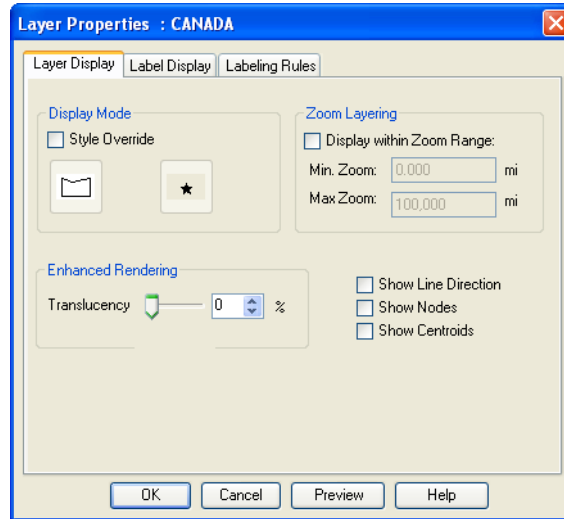 Layer Properties : CANADA
Layer Display Label Display Labeling Rules
Display Mode
Style Override
Zoom Layering
Display within Zoom Range:
Min. Zoom: 0.000 mi
Max Zoom: 100,000 mi
Enhanced Rendering
Translucency 0 %
Show Line Direction
Show Nodes
Show Centroids
OK Cancel Preview Help